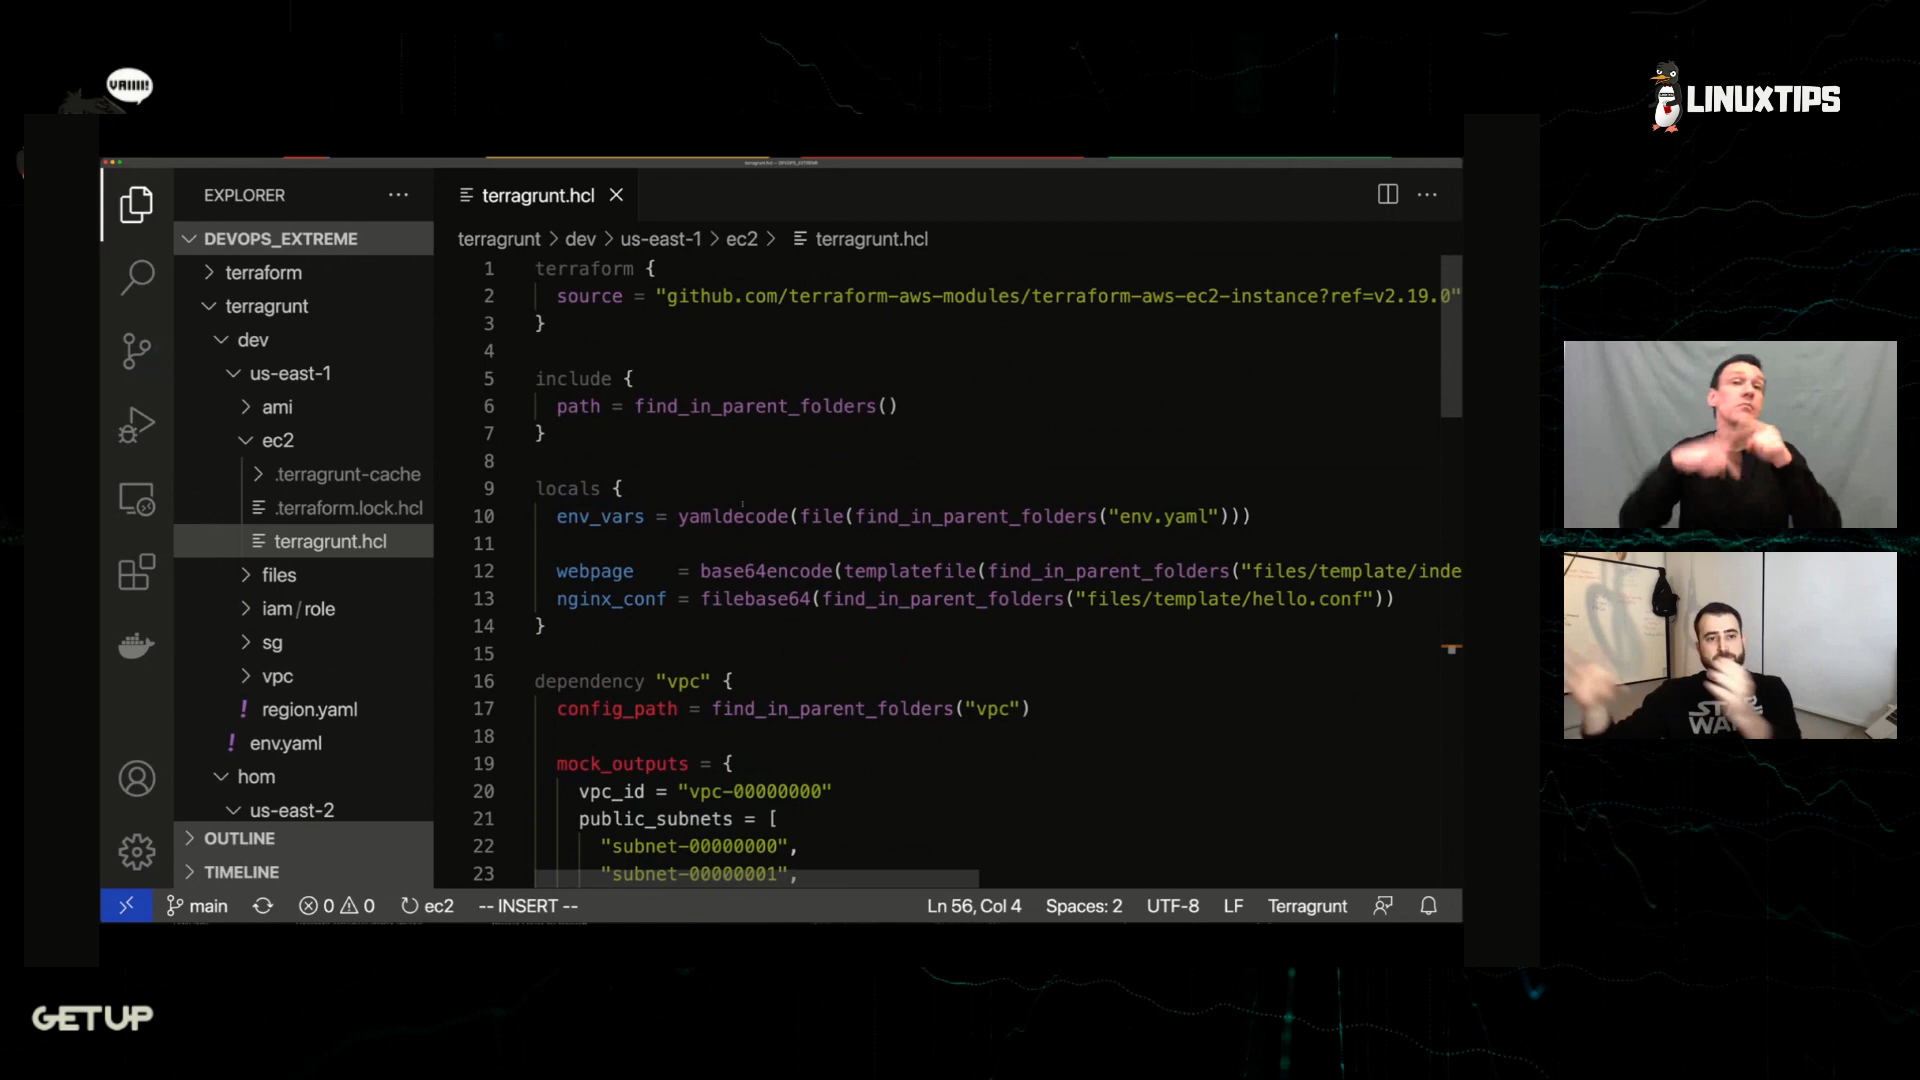 VAIIII!
LINUXTIPS
EXPLORER
DEVOPS_EXTREME
terraform
terragrunt
dev
us-east-1
ami
ec2
.terragrunt-cache
.terraform.lock.hcl
terragrunt.hcl
files
iam/role
sg
vpc
! region.yaml
! env.yaml
hom
us-east-2
OUTLINE
TIMELINE
terragrunt.hcl
terragrunt > dev > us-east-1 > ec2 > terragrunt.hcl
1 terraform {
2 source = "github.com/terraform-aws-modules/terraform-aws-ec2-instance?ref=v2.19.0"
3 }
4
5 include {
6 path = find_in_parent_folders()
7 }
8
9 locals {
10 env_vars = yamldecode(file(find_in_parent_folders("env.yaml")))
11
12 webpage = base64encode(templatefile(find_in_parent_folders("files/template/inde
13 nginx_conf = filebase64(find_in_parent_folders("files/template/hello.conf"))
14 }
15
16 dependency "vpc" {
17 config_path = find_in_parent_folders("vpc")
18
19 mock_outputs = {
20 vpc_id = "vpc-00000000"
21 public_subnets = [
22 "subnet-00000000",
23 "subnet-00000001",
main 0 0 ec2 -- INSERT -- Ln 56, Col 4 Spaces: 2 UTF-8 LF Terragrunt
STAR
WAR
GETUP